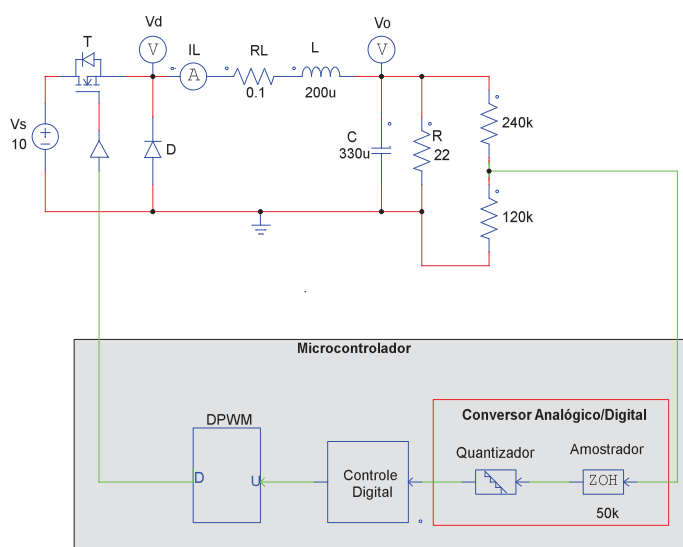 Vd
Vo
T
IL
RL
L
V
A
V
0.1
200u
Vs
10
D
C
330u
R
22
240k
120k
Microcontrolador
DPWM
D
U
Controle
Digital
Conversor Analógico/Digital
Quantizador
Amostrador
ZOH
50k